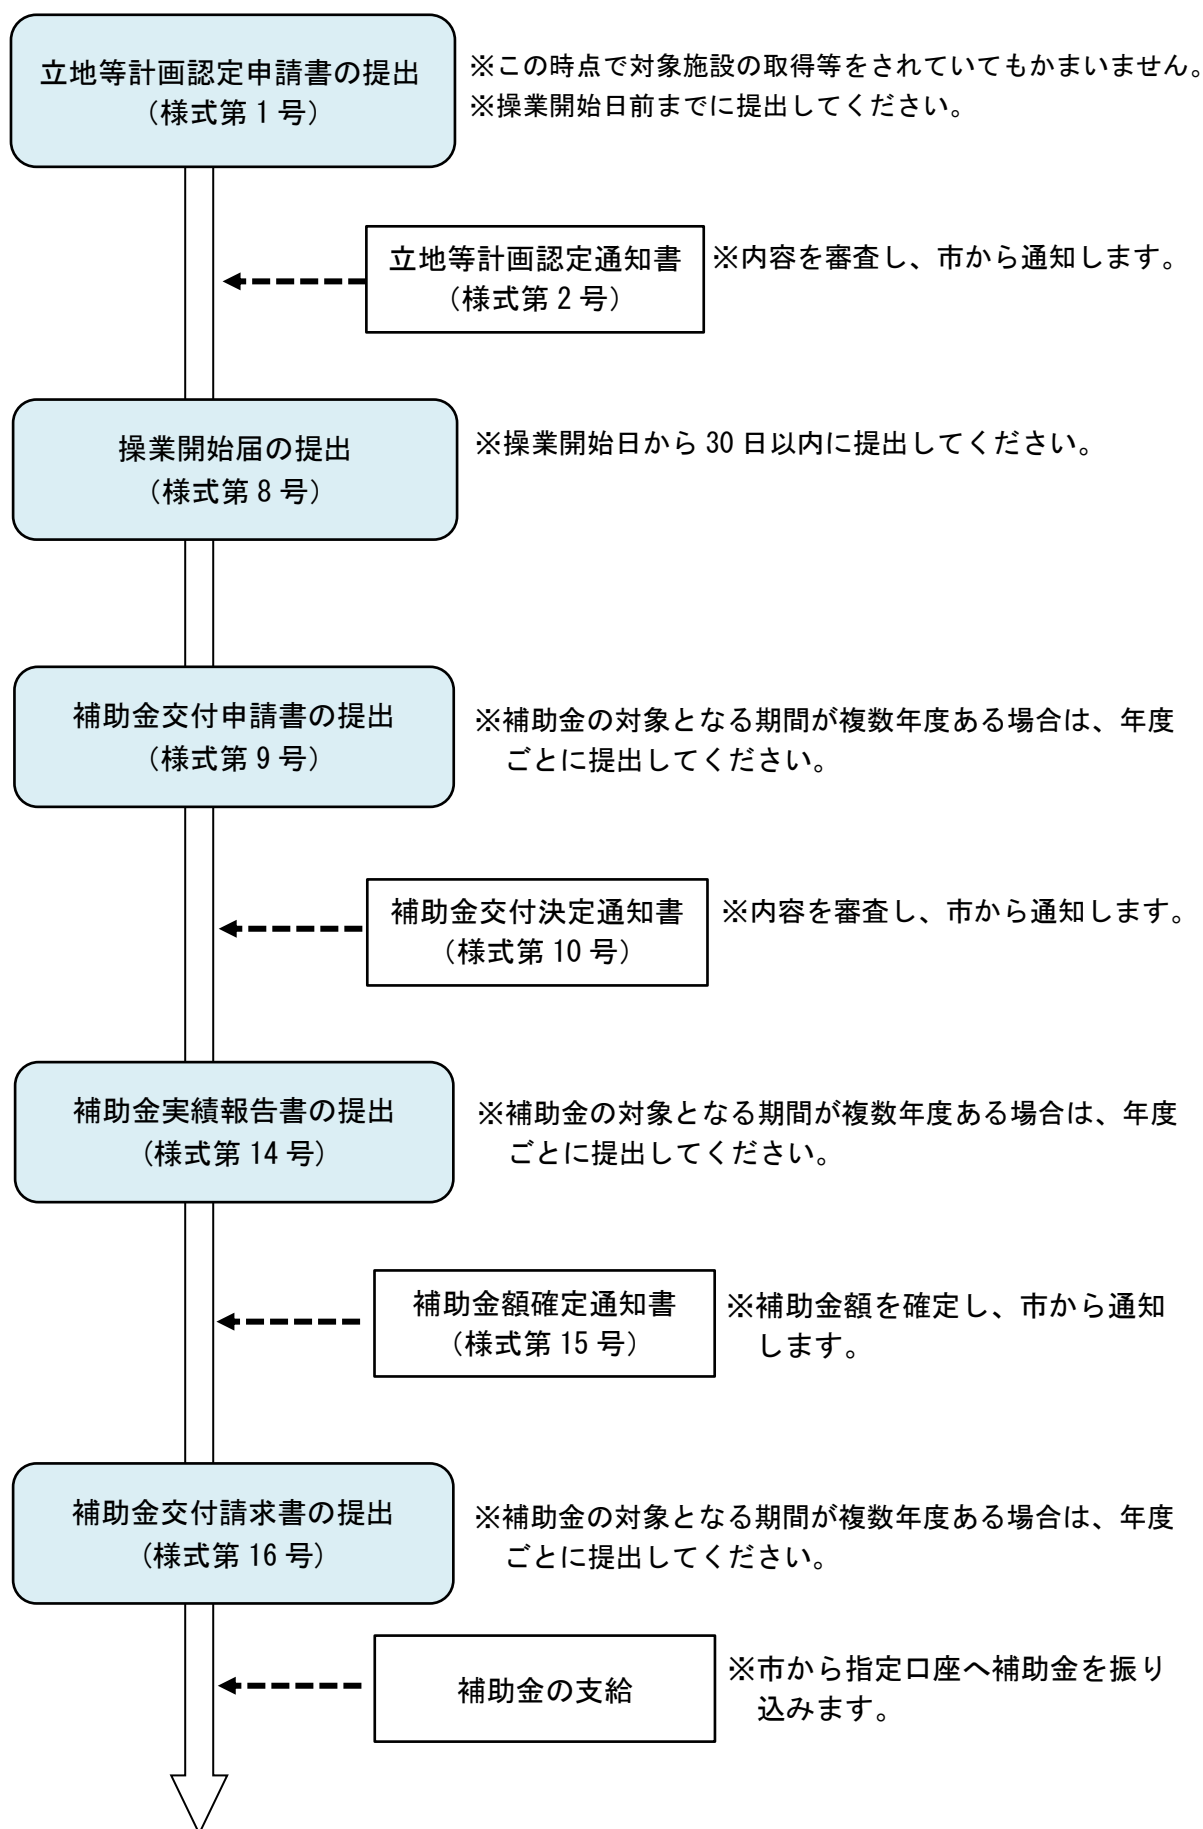 立地等計画認定申請書の提出
(様式第1号)
※この時点で対象施設の取得等をされていてもかまいません。
※操業開始日前までに提出してください。
立地等計画認定通知書
(様式第2号)
※内容を審査し、市から通知します。
操業開始届の提出
(様式第8号)
※操業開始日から30日以内に提出してください。
補助金交付申請書の提出
(様式第9号)
※補助金の対象となる期間が複数年度ある場合は、年度
ごとに提出してください。
補助金交付決定通知書
(様式第10号)
※内容を審査し、市から通知します。
補助金実績報告書の提出
(様式第14号)
※補助金の対象となる期間が複数年度ある場合は、年度
ごとに提出してください。
補助金額確定通知書
(様式第15号)
※補助金額を確定し、市から通知
します。
補助金交付請求書の提出
(様式第16号)
※補助金の対象となる期間が複数年度ある場合は、年度
ごとに提出してください。
補助金の支給
※市から指定口座へ補助金を振り
込みます。